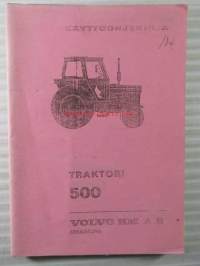 KÄYTTÖOHJEKIRJA
TRAKTORI
500
VOLVO BM A B